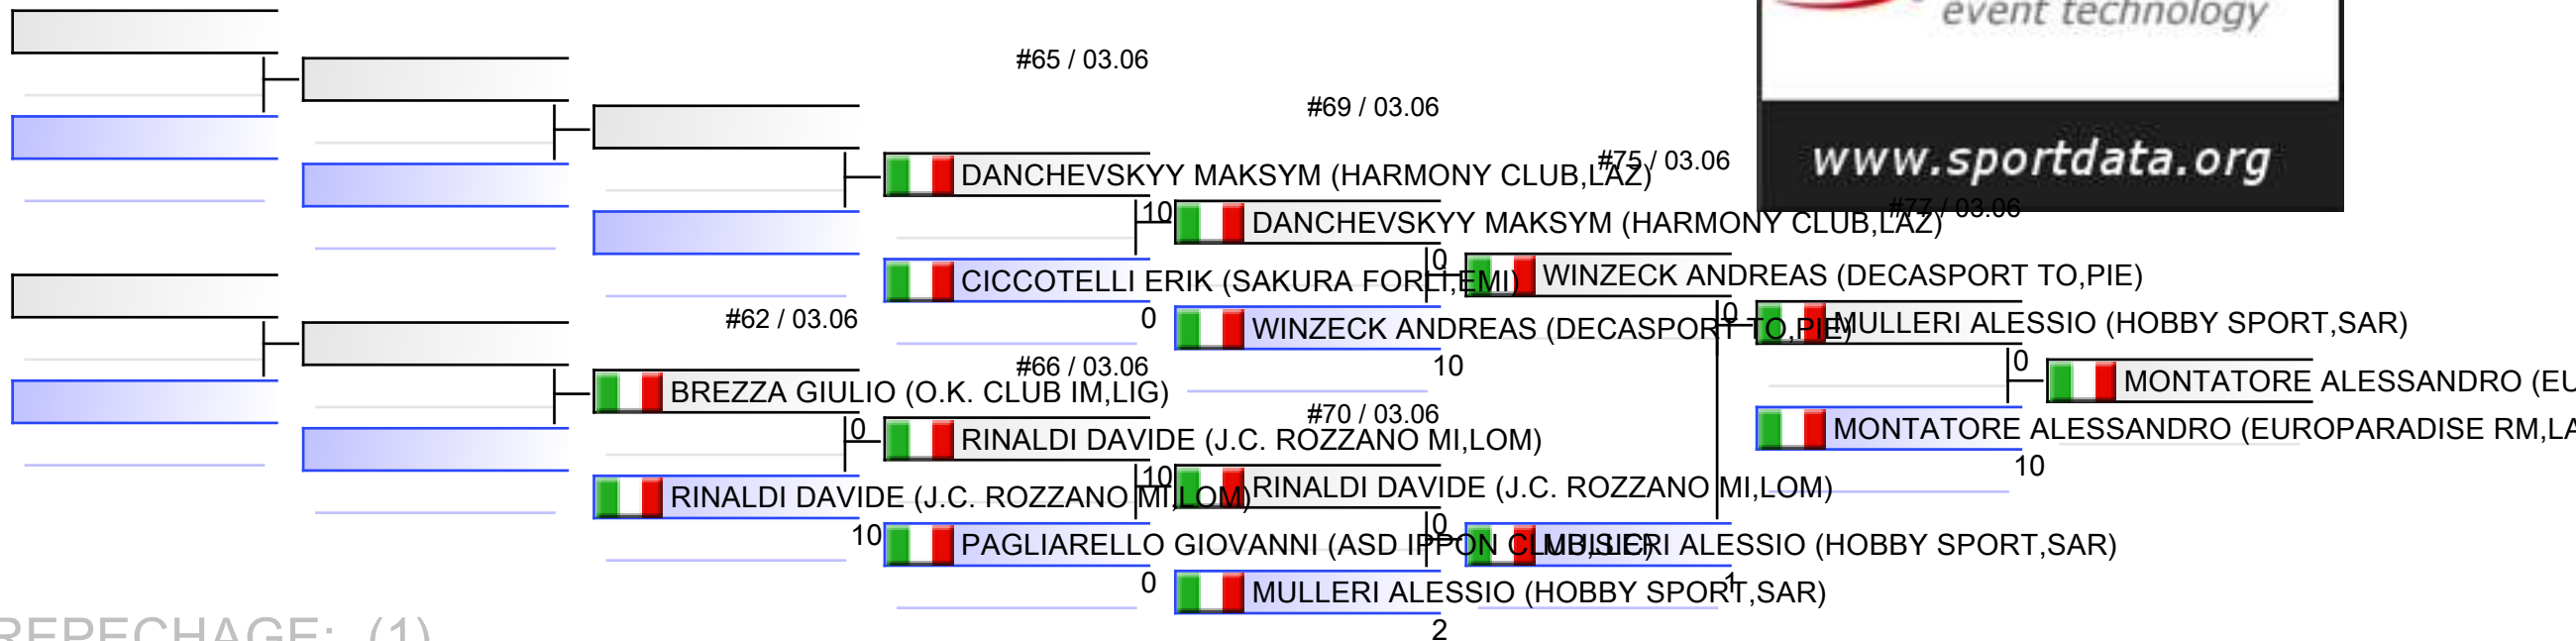 event technology
#65 / 03.06
#69 / 03.06
#75 / 03.06
www.sportdata.org
DANCHEVSKYY MAKSYM (HARMONY CLUB,LAZ)
#77 / 03.06
10
DANCHEVSKYY MAKSYM (HARMONY CLUB,LAZ)
0
CICCOTELLI ERIK (SAKURA FORLI,EMI)
WINZECK ANDREAS (DECASPORT TO,PIE)
#62 / 03.06
0
WINZECK ANDREAS (DECASPORT TO,PIE)
0
MULLERI ALESSIO (HOBBY SPORT,SAR)
#66 / 03.06
10
0
BREZZA GIULIO (O.K. CLUB IM,LIG)
MONTATORE ALESSANDRO (EU
#70 / 03.06
0
RINALDI DAVIDE (J.C. ROZZANO MI,LOM)
MONTATORE ALESSANDRO (EUROPARADISE RM,LA
10
10
RINALDI DAVIDE (J.C. ROZZANO MI,LOM)
RINALDI DAVIDE (J.C. ROZZANO MI,LOM)
0
10
PAGLIARELLO GIOVANNI (ASD IPPON CLUB,SIC)
MULLERI ALESSIO (HOBBY SPORT,SAR)
0
1
MULLERI ALESSIO (HOBBY SPORT,SAR)
2
REPECHAGE: (1)